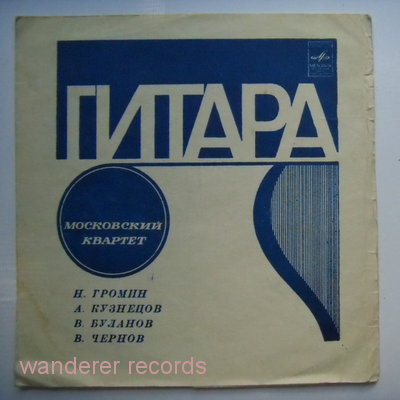 ГИТАРА
МОСКОВСКИЙ
КВАРТЕТ
Н. ГРОМИН
А. КУЗНЕЦОВ
В. БУЛАНОВ
В. ЧЕРНОВ
wanderer records